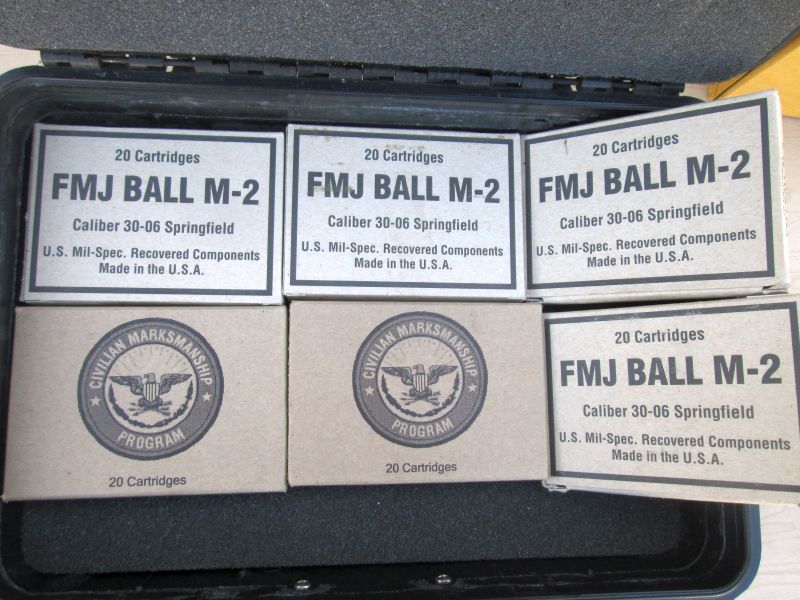 20 Cartridges
FMJ BALL M-2
Caliber 30-06 Springfield
U.S. Mil-Spec. Recovered Components
Made in the U.S.A.
20 Cartridges
FMJ BALL M-2
Caliber 30-06 Springfield
U.S. Mil-Spec. Recovered Components
Made in the U.S.A.
20 Cartridges
FMJ BALL M-2
Caliber 30-06 Springfield
U.S. Mil-Spec. Recovered Components
Made in the U.S.A.
CIVILIAN MARKSMANSHIP
PROGRAM
20 Cartridges
CIVILIAN MARKSMANSHIP
PROGRAM
20 Cartridges
20 Cartridges
FMJ BALL M-2
Caliber 30-06 Springfield
U.S. Mil-Spec. Recovered Components
Made in the U.S.A.